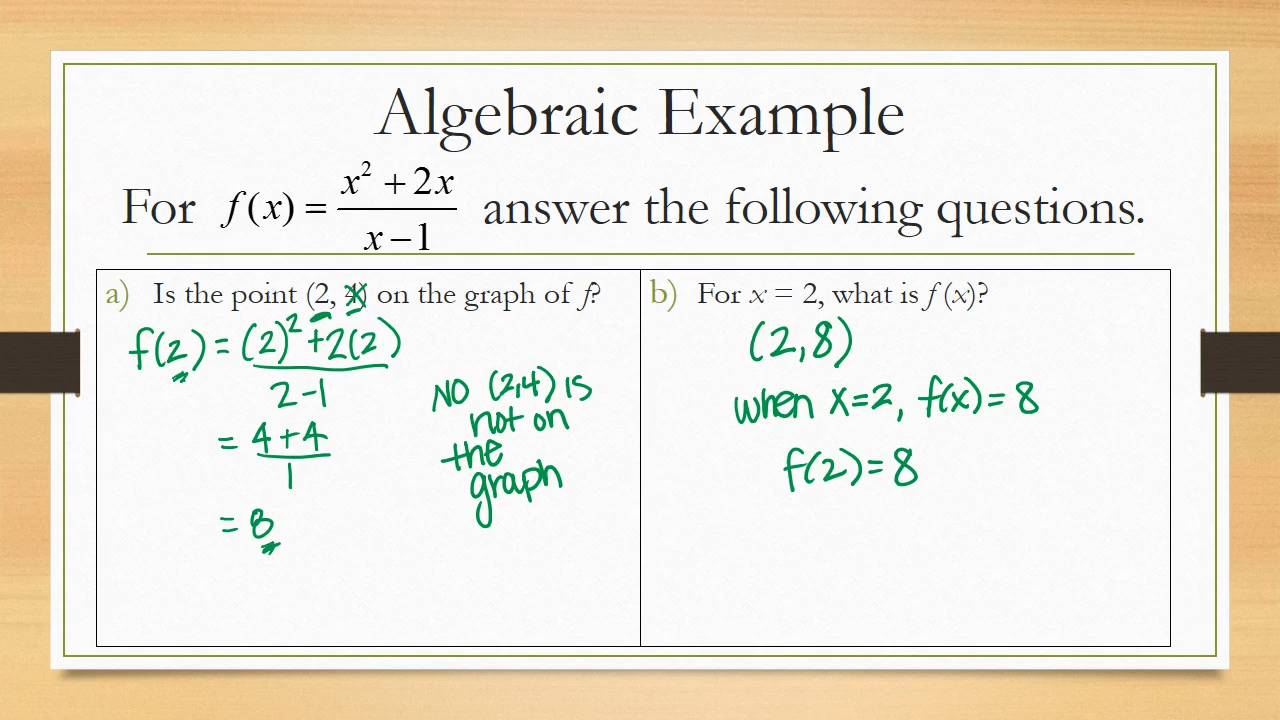 Algebraic Example
For f(x) = (x² + 2x)/(x − 1) answer the following questions.
a) Is the point (2, 4) on the graph of f?
f(2) = ((2)² + 2(2))/(2 - 1)
= (4 + 4)/1
= 8
NO (2,4) is
not on
the
graph
b) For x = 2, what is f (x)?
(2,8)
when x=2, f(x) = 8
f(2) = 8